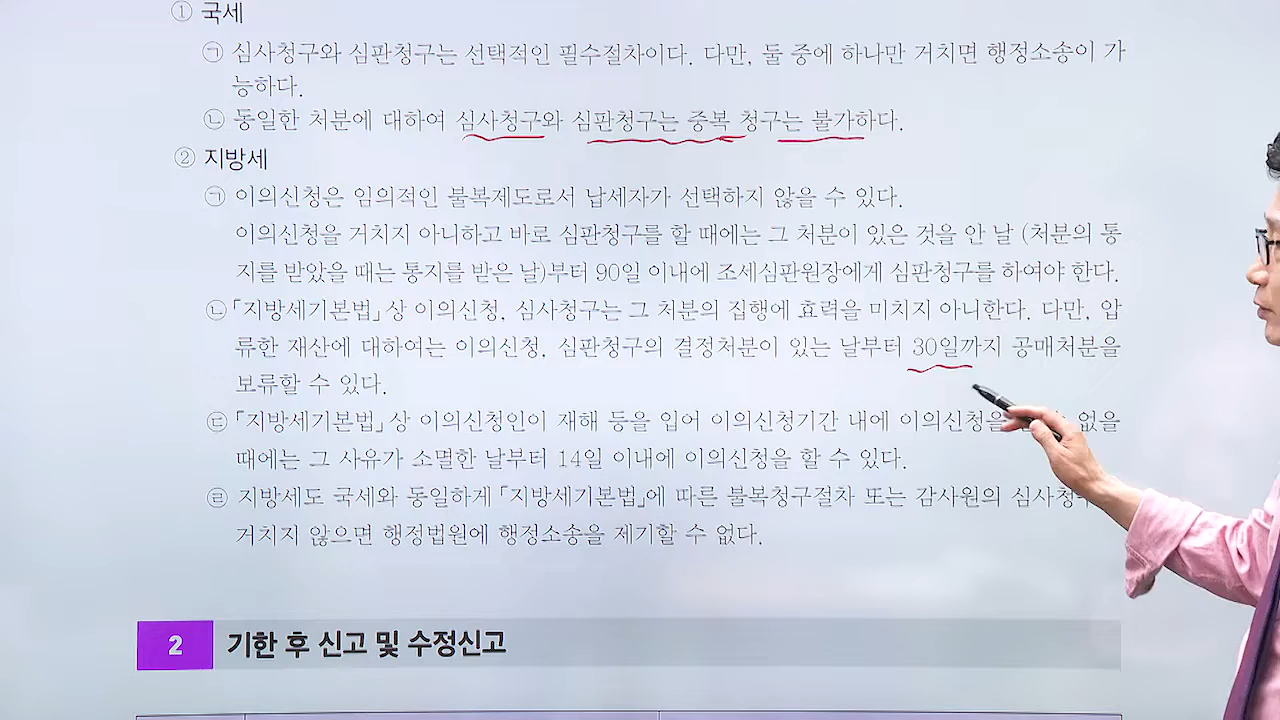 ① 국세
㉠ 심사청구와 심판청구는 선택적인 필수절차이다. 다만, 둘 중에 하나만 거치면 행정소송이 가
능하다.
㉡ 동일한 처분에 대하여 심사청구와 심판청구는 중복 청구는 불가하다.
② 지방세
㉠ 이의신청은 임의적인 불복제도로서 납세자가 선택하지 않을 수 있다.
이의신청을 거치지 아니하고 바로 심판청구를 할 때에는 그 처분이 있은 것을 안 날 (처분의 통
지를 받았을 때는 통지를 받은 날)부터 90일 이내에 조세심판원장에게 심판청구를 하여야 한다.
㉡ 「지방세기본법」상 이의신청, 심사청구는 그 처분의 집행에 효력을 미치지 아니한다. 다만, 압
류한 재산에 대하여는 이의신청, 심판청구의 결정처분이 있는 날부터 30일까지 공매처분을
보류할 수 있다.
㉢ 「지방세기본법」상 이의신청인이 재해 등을 입어 이의신청기간 내에 이의신청을 없을
때에는 그 사유가 소멸한 날부터 14일 이내에 이의신청을 할 수 있다.
㉣ 지방세도 국세와 동일하게 「지방세기본법」에 따른 불복청구절차 또는 감사원의 심사청
거치지 않으면 행정법원에 행정소송을 제기할 수 없다.
2 기한 후 신고 및 수정신고